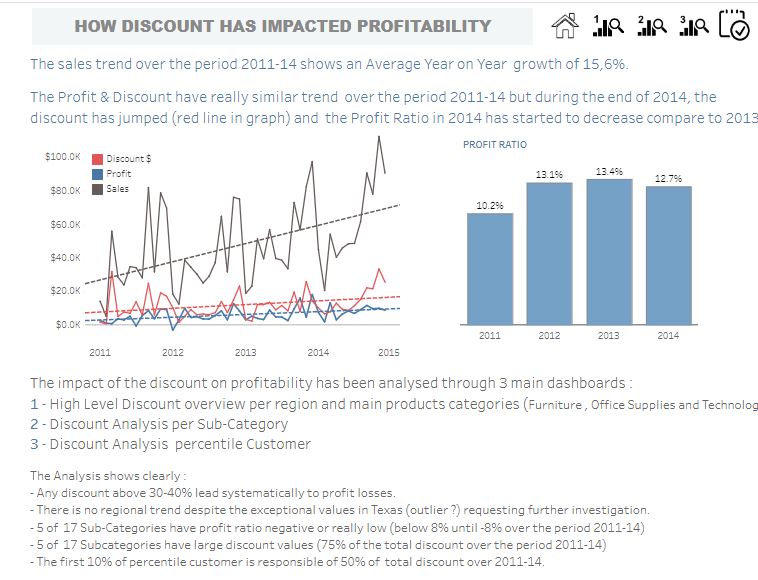 HOW DISCOUNT HAS IMPACTED PROFITABILITY
1 2 3
The sales trend over the period 2011-14 shows an Average Year on Year growth of 15,6%.
The Profit & Discount have really similar trend over the period 2011-14 but during the end of 2014, the
discount has jumped (red line in graph) and the Profit Ratio in 2014 has started to decrease compare to 2013
PROFIT RATIO
$100.0K
Discount $
Profit
$80.0K
Sales
$60.0K
$40.0K
$20.0K
$0.0K
2011 2012 2013 2014 2015
10.2% 13.1% 13.4% 12.7%
2011 2012 2013 2014
The impact of the discount on profitability has been analysed through 3 main dashboards :
1 - High Level Discount overview per region and main products categories (Furniture , Office Supplies and Technolog
2 - Discount Analysis per Sub-Category
3 - Discount Analysis percentile Customer
The Analysis shows clearly :
- Any discount above 30-40% lead systematically to profit losses.
- There is no regional trend despite the exceptional values in Texas (outlier ?) requesting further investigation.
- 5 of 17 Sub-Categories have profit ratio negative or really low (below 8% until -8% over the period 2011-14)
- 5 of 17 Subcategories have large discount values (75% of the total discount over the period 2011-14)
- The first 10% of percentile customer is responsible of 50% of total discount over 2011-14.